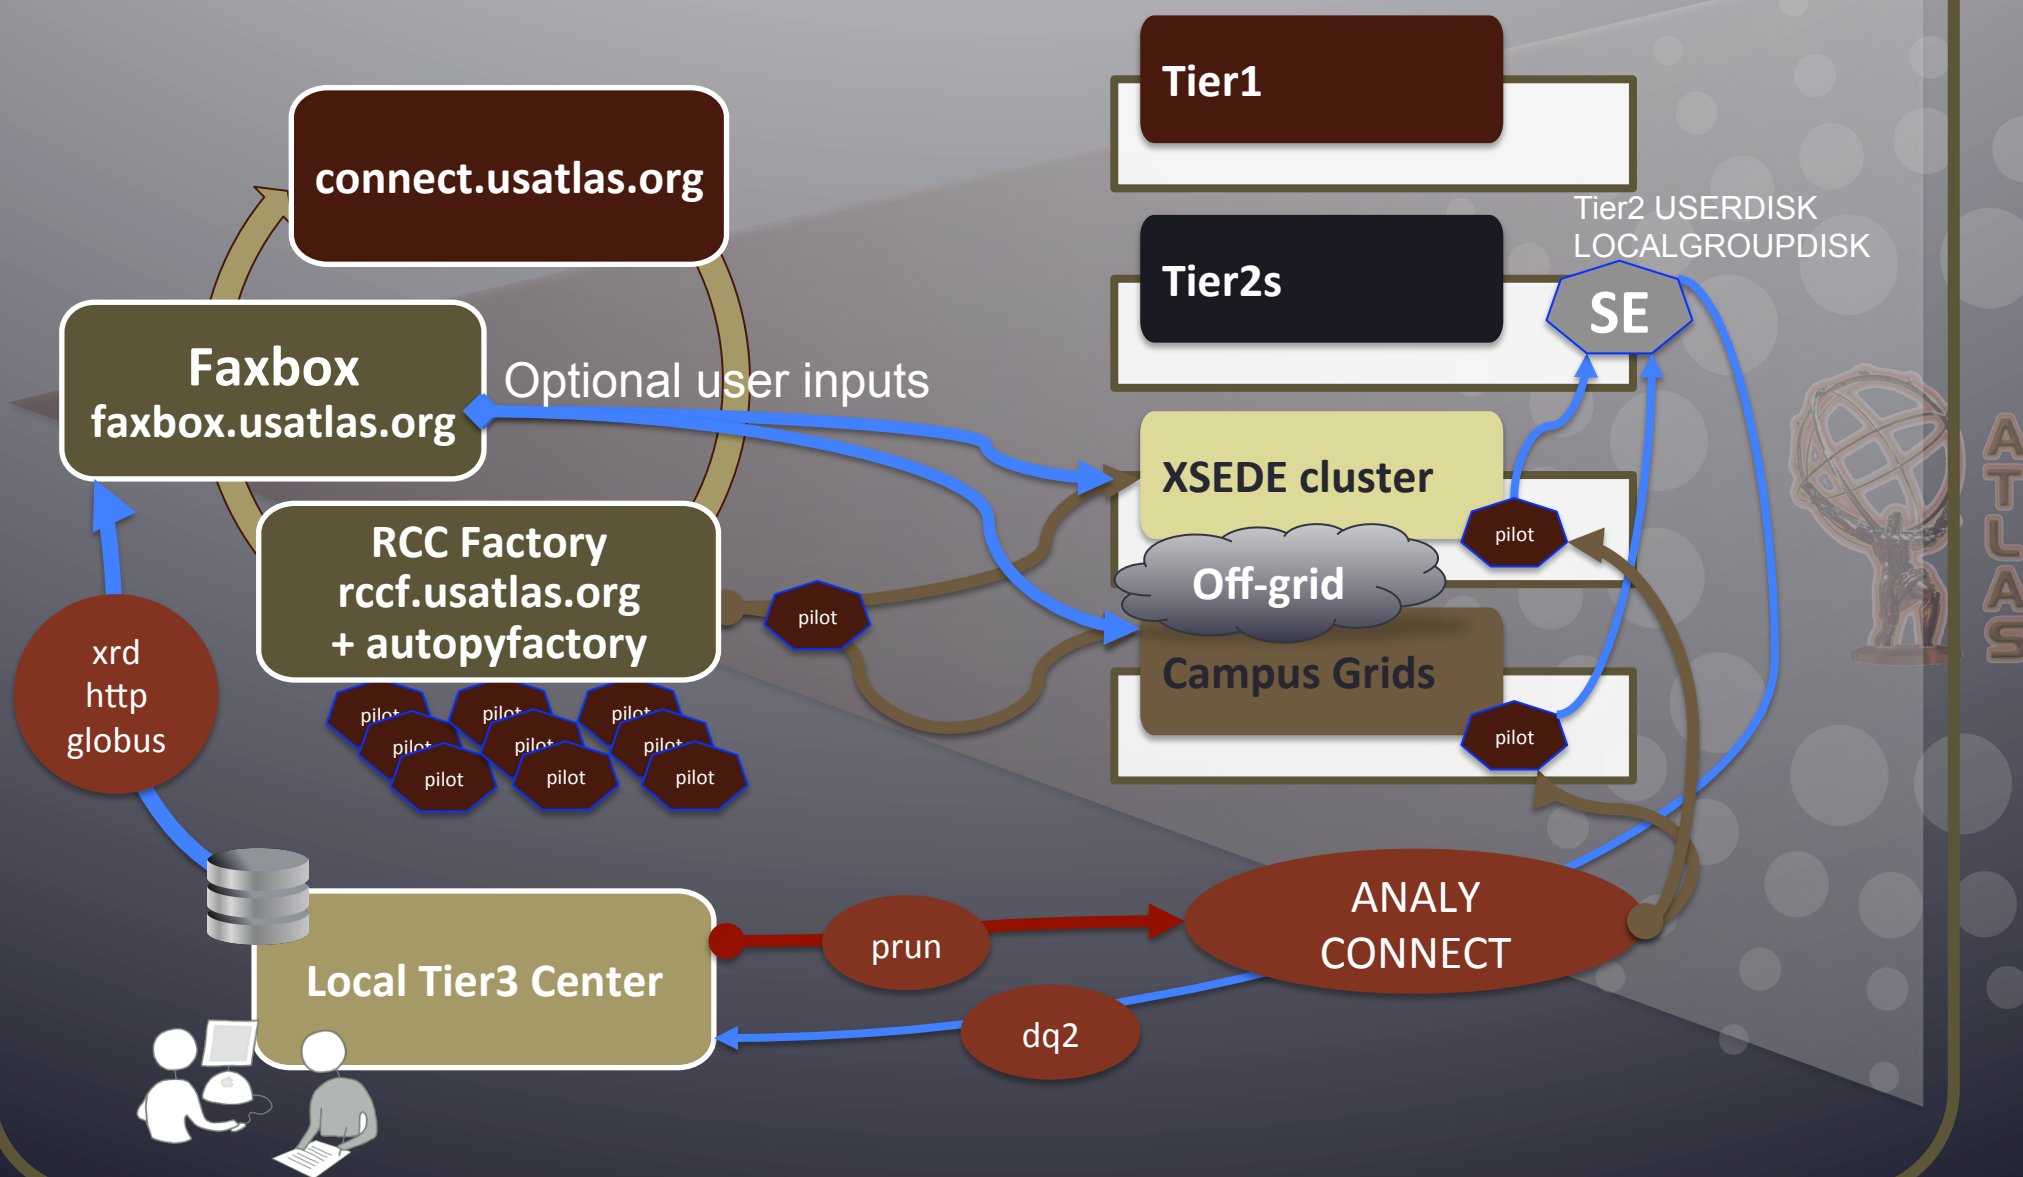 connect.usatlas.org
Faxbox
faxbox.usatlas.org
Optional user inputs
RCC Factory
rccf.usatlas.org
+ autopyfactory
pilot
pilot
pilot
pilot
pilot
pilot
pilot
pilot
pilot
pilot
xrd
http
globus
Local Tier3 Center
prun
dq2
ANALY
CONNECT
Tier1
Tier2s
Tier2 USERDISK
LOCALGROUPDISK
SE
XSEDE cluster
pilot
Off-grid
Campus Grids
pilot
ATLAS